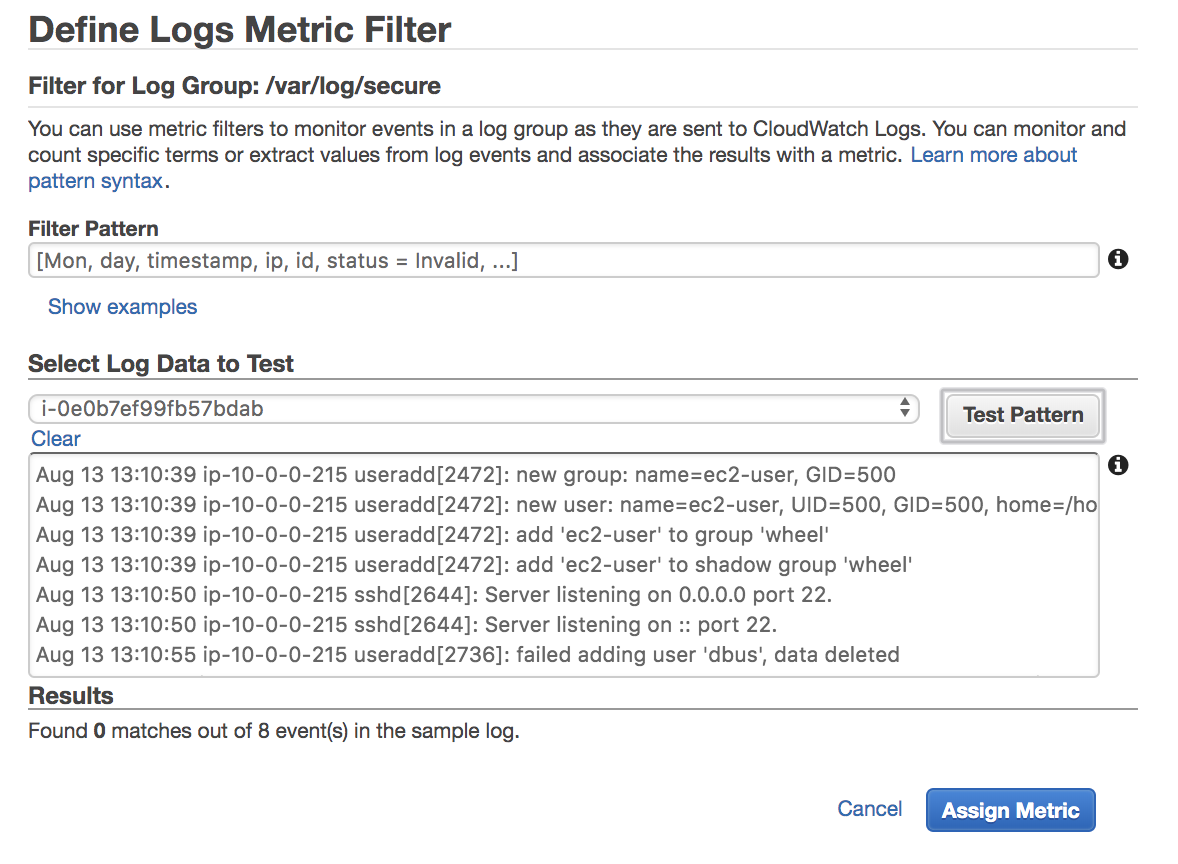 Define Logs Metric Filter
Filter for Log Group: /var/log/secure
You can use metric filters to monitor events in a log group as they are sent to CloudWatch Logs. You can monitor and
count specific terms or extract values from log events and associate the results with a metric. Learn more about
pattern syntax.
Filter Pattern
[Mon, day, timestamp, ip, id, status = Invalid, ...]
Show examples
Select Log Data to Test
i-0e0b7ef99fb57bdab
Test Pattern
Clear
Aug 13 13:10:39 ip-10-0-0-215 useradd[2472]: new group: name=ec2-user, GID=500
Aug 13 13:10:39 ip-10-0-0-215 useradd[2472]: new user: name=ec2-user, UID=500, GID=500, home=/ho
Aug 13 13:10:39 ip-10-0-0-215 useradd[2472]: add 'ec2-user' to group 'wheel'
Aug 13 13:10:39 ip-10-0-0-215 useradd[2472]: add 'ec2-user' to shadow group 'wheel'
Aug 13 13:10:50 ip-10-0-0-215 sshd[2644]: Server listening on 0.0.0.0 port 22.
Aug 13 13:10:50 ip-10-0-0-215 sshd[2644]: Server listening on :: port 22.
Aug 13 13:10:55 ip-10-0-0-215 useradd[2736]: failed adding user 'dbus', data deleted
Results
Found 0 matches out of 8 event(s) in the sample log.
Cancel
Assign Metric